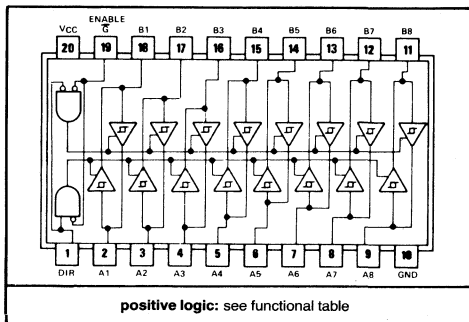 VCC ENABLE G̅ B1 B2 B3 B4 B5 B6 B7 B8
20 19 18 17 16 15 14 13 12 11
1 2 3 4 5 6 7 8 9 10
DIR A1 A2 A3 A4 A5 A6 A7 A8 GND
positive logic: see functional table